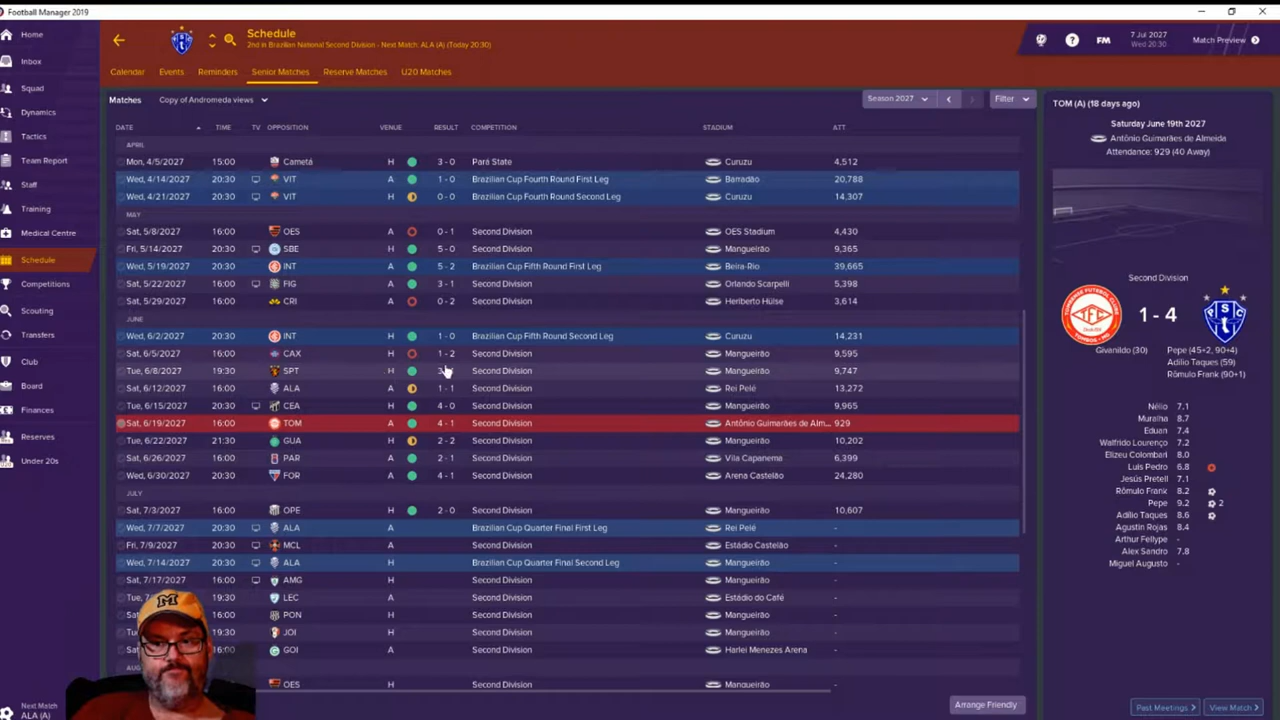 Football Manager 2019
Home
Inbox
Squad
Dynamics
Tactics
Team Report
Staff
Training
Medical Centre
Schedule
Competitions
Scouting
Transfers
Club
Board
Finances
Reserves
Under 20s
Next Match
ALA (A)
Schedule
2nd in Brazilian National Second Division - Next Match: ALA (A) (Today 20:30)
? FM 7 Jul 2027 Wed 20:30 Match Preview
Calendar Events Reminders Senior Matches Reserve Matches U20 Matches
Matches Copy of Andromeda views Season 2027 Filter
DATE TIME TV OPPOSITION VENUE RESULT COMPETITION STADIUM ATT
APRIL
Mon, 4/5/2027 15:00 Cametá H 3 - 0 Pará State Curuzu 4,512
Wed, 4/14/2027 20:30 VIT A 1 - 0 Brazilian Cup Fourth Round First Leg Barradão 20,788
Wed, 4/21/2027 20:30 VIT H 0 - 0 Brazilian Cup Fourth Round Second Leg Curuzu 14,307
MAY
Sat, 5/8/2027 16:00 OES A 0 - 1 Second Division OES Stadium 4,430
Fri, 5/14/2027 20:30 SBE H 5 - 0 Second Division Mangueirão 9,365
Wed, 5/19/2027 20:30 INT A 5 - 2 Brazilian Cup Fifth Round First Leg Beira-Rio 39,665
Sat, 5/22/2027 16:00 FIG A 3 - 1 Second Division Orlando Scarpelli 5,398
Sat, 5/29/2027 16:00 CRI A 0 - 2 Second Division Heriberto Hülse 3,614
JUNE
Wed, 6/2/2027 20:30 INT H 1 - 0 Brazilian Cup Fifth Round Second Leg Curuzu 14,231
Sat, 6/5/2027 16:00 CAX H 1 - 2 Second Division Mangueirão 9,595
Tue, 6/8/2027 19:30 SPT H 3 Second Division Mangueirão 9,747
Sat, 6/12/2027 16:00 ALA A 1 - 1 Second Division Rei Pelé 13,272
Tue, 6/15/2027 20:30 CEA H 4 - 0 Second Division Mangueirão 9,965
Sat, 6/19/2027 16:00 TOM A 4 - 1 Second Division Antônio Guimarães de Alm... 929
Tue, 6/22/2027 21:30 GUA H 2 - 2 Second Division Mangueirão 10,202
Sat, 6/26/2027 16:00 PAR A 2 - 1 Second Division Vila Capanema 6,399
Wed, 6/30/2027 20:30 FOR A 4 - 1 Second Division Arena Castelão 24,280
JULY
Sat, 7/3/2027 16:00 OPE H 2 - 0 Second Division Mangueirão 10,607
Wed, 7/7/2027 20:30 ALA A Brazilian Cup Quarter Final First Leg Rei Pelé -
Fri, 7/9/2027 20:30 MCL A Second Division Estádio Castelão -
Wed, 7/14/2027 20:30 ALA H Brazilian Cup Quarter Final Second Leg Mangueirão -
Sat, 7/17/2027 16:00 AMG H Second Division Mangueirão -
Tue, 7 19:30 LEC A Second Division Estádio do Café -
Sat 16:00 PON H Second Division Mangueirão -
Tu 19:30 JOI H Second Division Mangueirão -
Sa 16:00 GOI A Second Division Harlei Menezes Arena -
AUG
OES H Second Division Mangueirão -
Arrange Friendly
TOM (A) (18 days ago)
Saturday June 19th 2027
Antônio Guimarães de Almeida
Attendance: 929 (40 Away)
Second Division
1 - 4
Givanildo (30) Pepe (45+2, 90+4)
Adílio Taques (59)
Rômulo Frank (90+1)
Nélio 7.1
Muralha 8.7
Eduan 7.4
Walfrido Lourenço 7.2
Elizeu Colombari 8.0
Luis Pedro 6.8
Jesús Pretell 7.1
Rômulo Frank 8.2
Pepe 9.2 2
Adílio Taques 8.6
Agustin Rojas 8.4
Arthur Fellype -
Alex Sandro 7.8
Miguel Augusto -
Past Meetings View Match